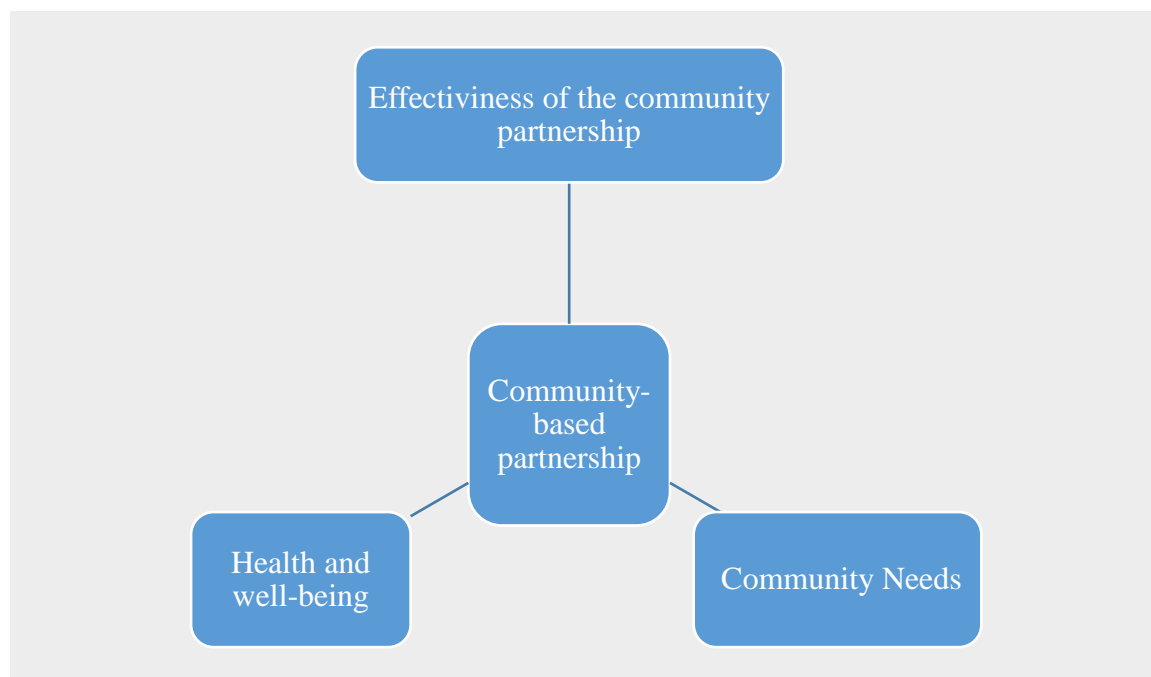 Effectiviness of the community
partnership
Community-
based
partnership
Health and
well-being
Community Needs